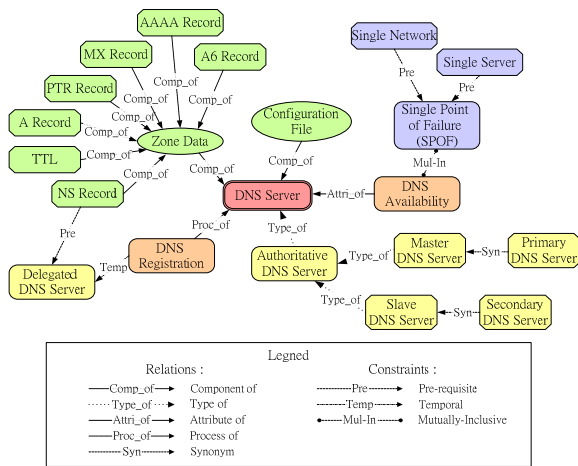 AAAA Record
MX Record
A6 Record
PTR Record
A Record
TTL
NS Record
Comp_of
Comp_of
Comp_of
Comp_of
Comp_of
Comp_of
Comp_of
Zone Data
Configuration
File
Comp_of
Comp_of
Single Network
Single Server
Pre
Pre
Single Point
of Failure
(SPOF)
Mul-In
DNS Server
Attri_of
DNS
Availability
Pre
Proc_of
Type_of
DNS
Registration
Temp
Delegated
DNS Server
Authoritative
DNS Server
Type_of
Master
DNS Server
Syn
Primary
DNS Server
Type_of
Slave
DNS Server
Syn
Secondary
DNS Server
Legned
Relations :
Constraints :
Comp_of
Component of
Pre
Pre-requisite
Type_of
Type of
Temp
Temporal
Attri_of
Attribute of
Mul-In
Mutually-Inclusive
Proc_of
Process of
Syn
Synonym